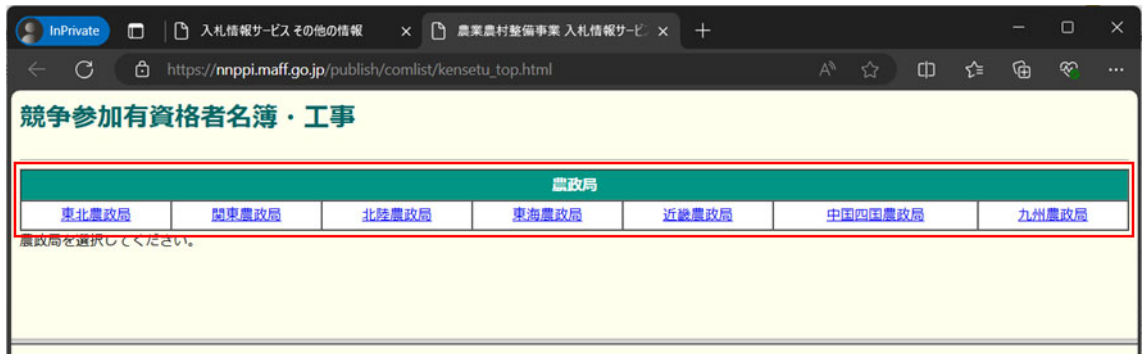 InPrivate 入札情報サービス その他の情報 農業農村整備事業 入札情報サービ
https://nnppi.maff.go.jp/publish/comlist/kensetu_top.html
競争参加有資格者名簿・工事
農政局
東北農政局 関東農政局 北陸農政局 東海農政局 近畿農政局 中国四国農政局 九州農政局
農政局を選択してください。